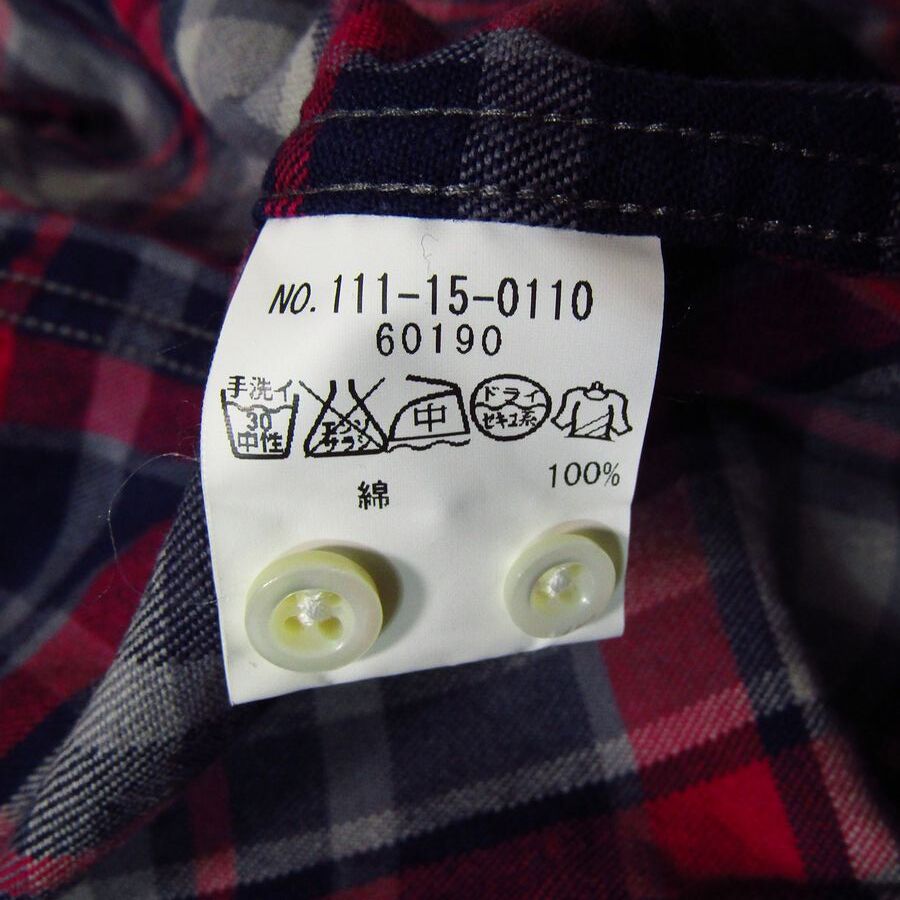 NO. 111-15-0110
60190
手洗イ
30
中性
エンソ
サラシ
中
ドライ
セキユ系
綿 100%